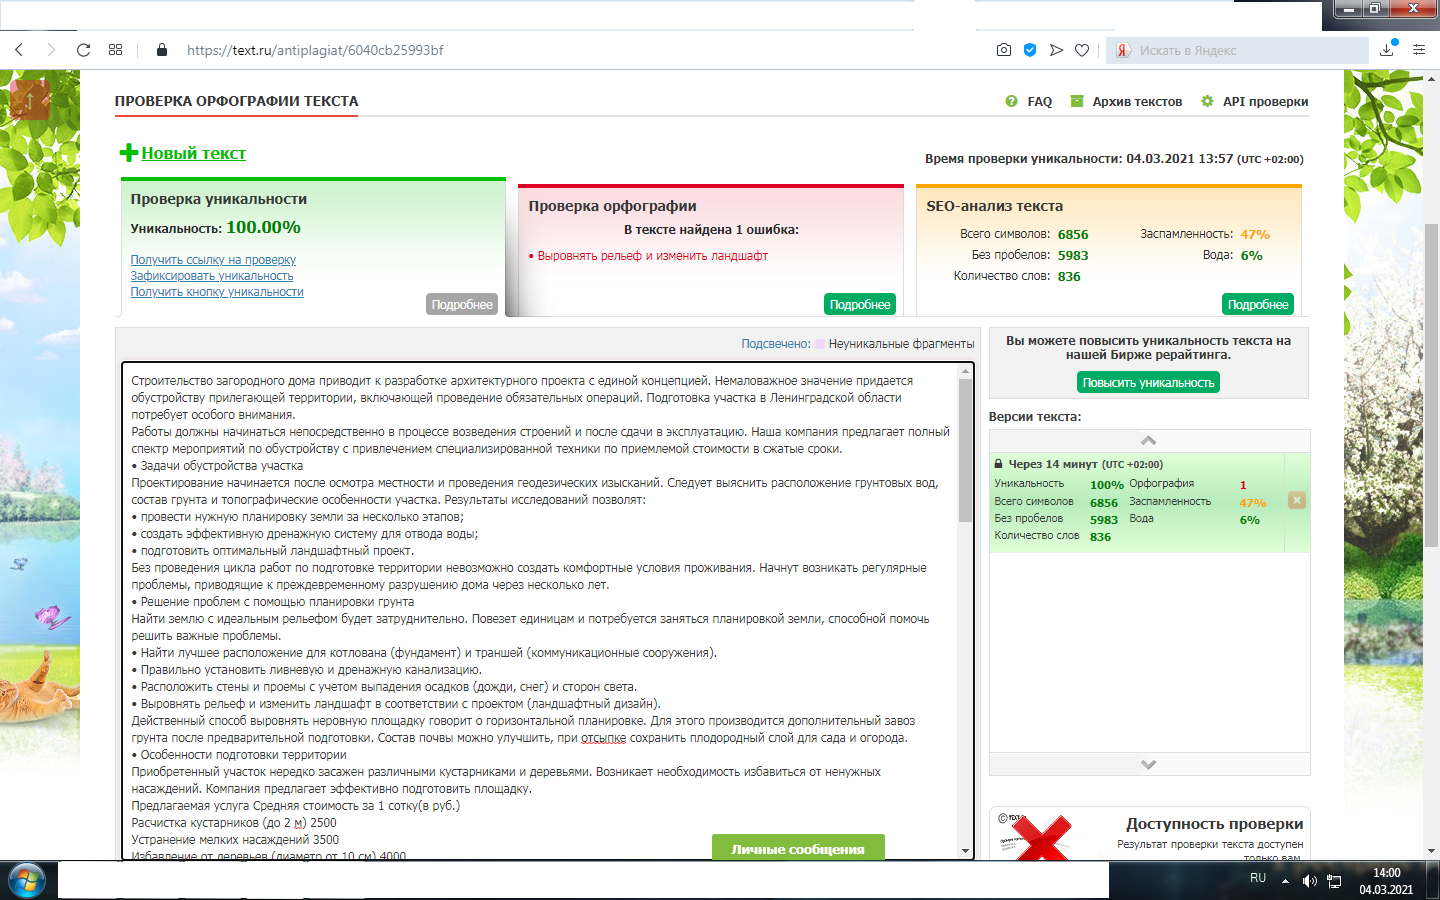 https://text.ru/antiplagiat/6040cb25993bf
Искать в Яндекс
ПРОВЕРКА ОРФОГРАФИИ ТЕКСТА
FAQ
Архив текстов
API проверки
Новый текст
Время проверки уникальности: 04.03.2021 13:57 (UTC +02:00)
Проверка уникальности
Уникальность: 100.00%
Получить ссылку на проверку
Зафиксировать уникальность
Получить кнопку уникальности
Подробнее
Проверка орфографии
В тексте найдена 1 ошибка:
• Выровнять рельеф и изменить ландшафт
Подробнее
SEO-анализ текста
Всего символов: 6856
Без пробелов: 5983
Количество слов: 836
Заспамленность: 47%
Вода: 6%
Подробнее
Подсвечено: Неуникальные фрагменты
Строительство загородного дома приводит к разработке архитектурного проекта с единой концепцией. Немаловажное значение придается
обустройству прилегающей территории, включающей проведение обязательных операций. Подготовка участка в Ленинградской области
потребует особого внимания.
Работы должны начинаться непосредственно в процессе возведения строений и после сдачи в эксплуатацию. Наша компания предлагает полный
спектр мероприятий по обустройству с привлечением специализированной техники по приемлемой стоимости в сжатые сроки.
• Задачи обустройства участка
Проектирование начинается после осмотра местности и проведения геодезических изысканий. Следует выяснить расположение грунтовых вод,
состав грунта и топографические особенности участка. Результаты исследований позволят:
• провести нужную планировку земли за несколько этапов;
• создать эффективную дренажную систему для отвода воды;
• подготовить оптимальный ландшафтный проект.
Без проведения цикла работ по подготовке территории невозможно создать комфортные условия проживания. Начнут возникать регулярные
проблемы, приводящие к преждевременному разрушению дома через несколько лет.
• Решение проблем с помощью планировки грунта
Найти землю с идеальным рельефом будет затруднительно. Повезет единицам и потребуется заняться планировкой земли, способной помочь
решить важные проблемы.
• Найти лучшее расположение для котлована (фундамент) и траншей (коммуникационные сооружения).
• Правильно установить ливневую и дренажную канализацию.
• Расположить стены и проемы с учетом выпадения осадков (дожди, снег) и сторон света.
• Выровнять рельеф и изменить ландшафт в соответствии с проектом (ландшафтный дизайн).
Действенный способ выровнять неровную площадку говорит о горизонтальной планировке. Для этого производится дополнительный завоз
грунта после предварительной подготовки. Состав почвы можно улучшить, при отсыпке сохранить плодородный слой для сада и огорода.
• Особенности подготовки территории
Приобретенный участок нередко засажен различными кустарниками и деревьями. Возникает необходимость избавиться от ненужных
насаждений. Компания предлагает эффективно подготовить площадку.
Предлагаемая услуга Средняя стоимость за 1 сотку(в руб.)
Расчистка кустарников (до 2 м) 2500
Устранение мелких насаждений 3500
Избавление от деревьев (диаметр от 10 см) 4000
Личные сообщения
Вы можете повысить уникальность текста на
нашей Бирже рерайтинга.
Повысить уникальность
Версии текста:
Через 14 минут (UTC +02:00)
Уникальность 100% Орфография 1
Всего символов 6856 Заспамленность 47%
Без пробелов 5983 Вода 6%
Количество слов 836
Доступность проверки
Результат проверки текста доступен
только вам.
RU
14:00
04.03.2021